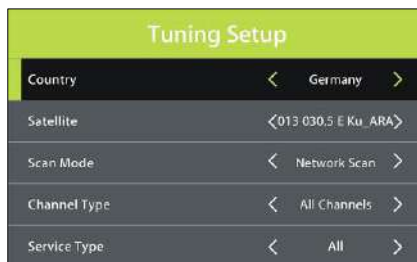 Tuning Setup
Country < Germany >
Satellite <013 030.5 E Ku_ARA>
Scan Mode < Network Scan >
Channel Type < All Channels >
Service Type < All >